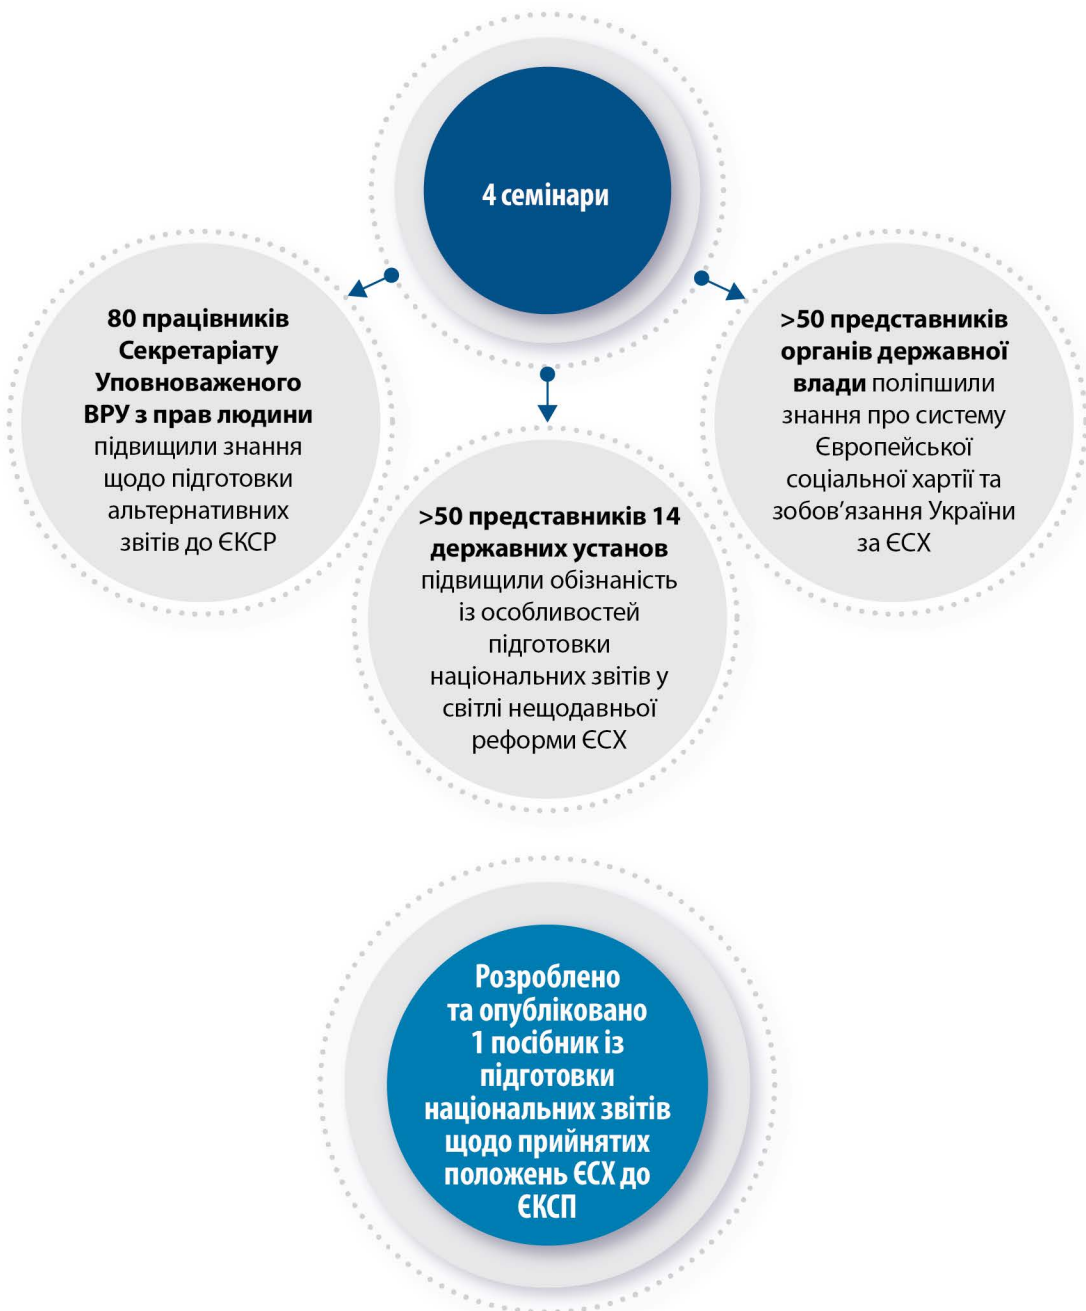 4 семінари
80 працівників
Секретаріату
Уповноваженого
ВРУ з прав людини
підвищили знання
щодо підготовки
альтернативних
звітів до ЄКСР
>50 представників 14
державних установ
підвищили обізнаність
із особливостей
підготовки
національних звітів у
світлі нещодавньої
реформи ЄСХ
>50 представників
органів державної
влади поліпшили
знання про систему
Європейської
соціальної хартії та
зобов’язання України
за ЄСХ
Розроблено
та опубліковано
1 посібник із
підготовки
національних звітів
щодо прийнятих
положень ЄСХ до
ЄКСП